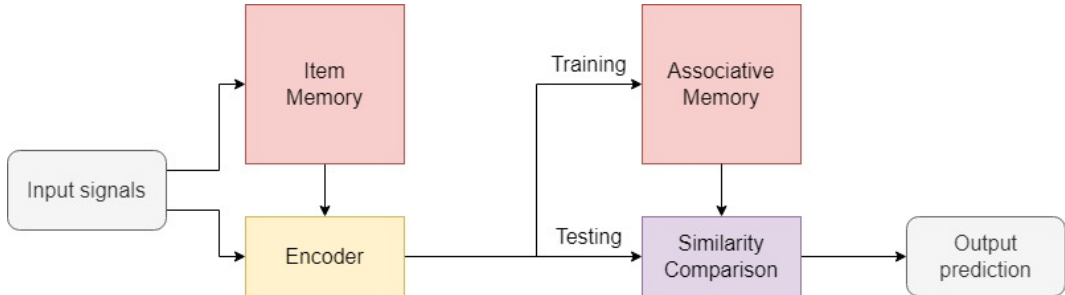 Input signals
Item
Memory
Encoder
Training
Testing
Associative
Memory
Similarity
Comparison
Output
prediction